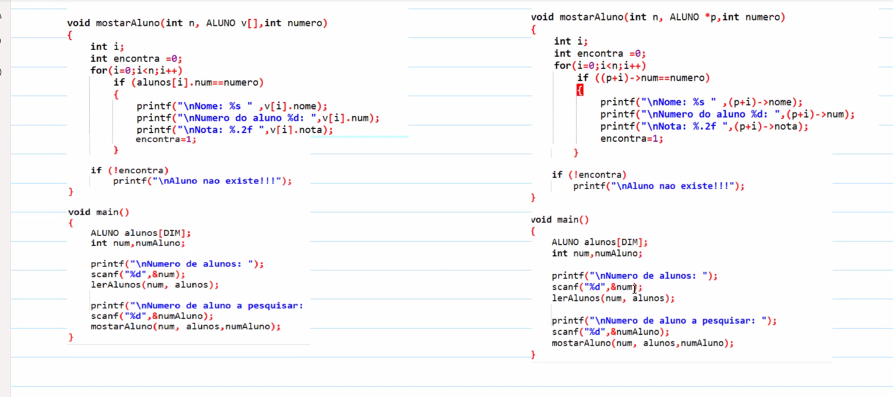 void mostarAluno(int n, ALUNO v[],int numero)
{
int i;
int encontra =0;
for(i=0;i<n;i++)
if (alunos[i].num==numero)
{
printf("\nNome: %s " ,v[i].nome);
printf("\nNumero do aluno %d: ",v[i].num);
printf("\nNota: %.2f ",v[i].nota);
encontra=1;
}
if (!encontra)
printf("\nAluno nao existe!!!");
}
void main()
{
ALUNO alunos[DIM];
int num,numAluno;
printf("\nNumero de alunos: ");
scanf("%d",&num);
lerAlunos(num, alunos);
printf("\nNumero de aluno a pesquisar:
scanf("%d",&numAluno);
mostarAluno(num, alunos,numAluno);
}
void mostarAluno(int n, ALUNO *p,int numero)
{
int i;
int encontra =0;
for(i=0;i<n;i++)
if ((p+i)->num==numero)
{
printf("\nNome: %s " ,(p+i)->nome);
printf("\nNumero do aluno %d: ",(p+i)->num);
printf("\nNota: %.2f ",(p+i)->nota);
encontra=1;
}
if (!encontra)
printf("\nAluno nao existe!!!");
}
void main()
{
ALUNO alunos[DIM];
int num,numAluno;
printf("\nNumero de alunos: ");
scanf("%d",&num);
lerAlunos(num, alunos);
printf("\nNumero de aluno a pesquisar: ");
scanf("%d",&numAluno);
mostarAluno(num, alunos,numAluno);
}